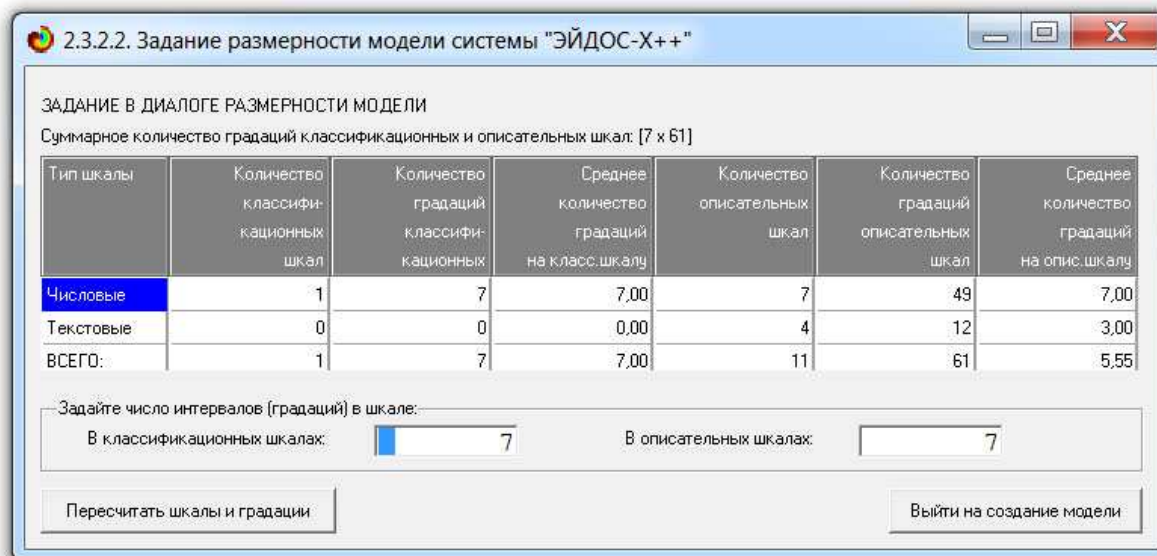 2.3.2.2. Задание размерности модели системы "ЭЙДОС-X++"
ЗАДАНИЕ В ДИАЛОГЕ РАЗМЕРНОСТИ МОДЕЛИ
Суммарное количество градаций классификационных и описательных шкал: [7 x 61]
Тип шкалы Количество Количество Среднее Количество Количество Среднее
классифи- градаций количество описательных градаций количество
кационных классифи- градаций шкал описательных градаций
шкал кационных на класс.шкалу шкал на опис.шкалу
Числовые 1 7 7,00 7 49 7,00
Текстовые 0 0 0,00 4 12 3,00
ВСЕГО: 1 7 7,00 11 61 5,55
Задайте число интервалов (градаций) в шкале:
В классификационных шкалах: 7 В описательных шкалах: 7
Пересчитать шкалы и градации Выйти на создание модели